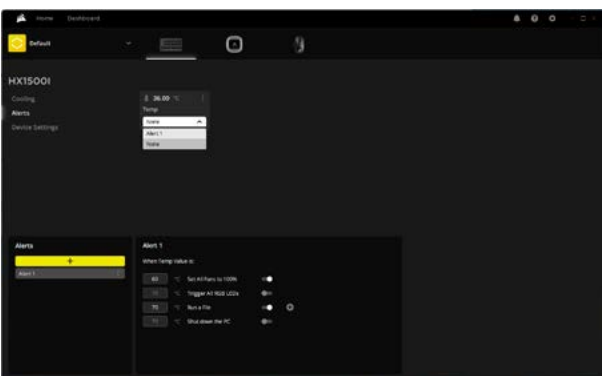 Home Dashboard
Default
HX1500I
Cooling
Alerts
Device Settings
36.00 °C
Temp
None
Alert 1
None
Alerts
+
Alert 1
Alert 1
When Temp Value is:
°C Set All Fans to 100%
°C Trigger All RGB LEDs
70 °C Run a File
°C Shut down the PC